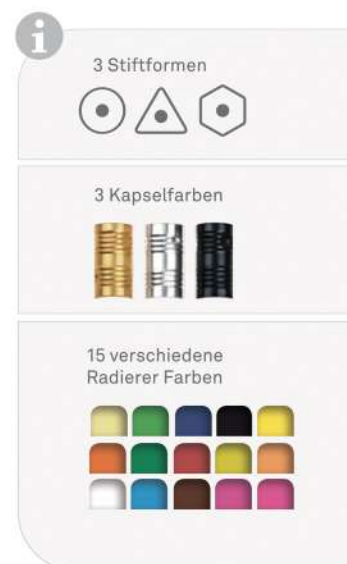 i
3 Stiftformen
3 Kapselfarben
15 verschiedene
Radierer Farben